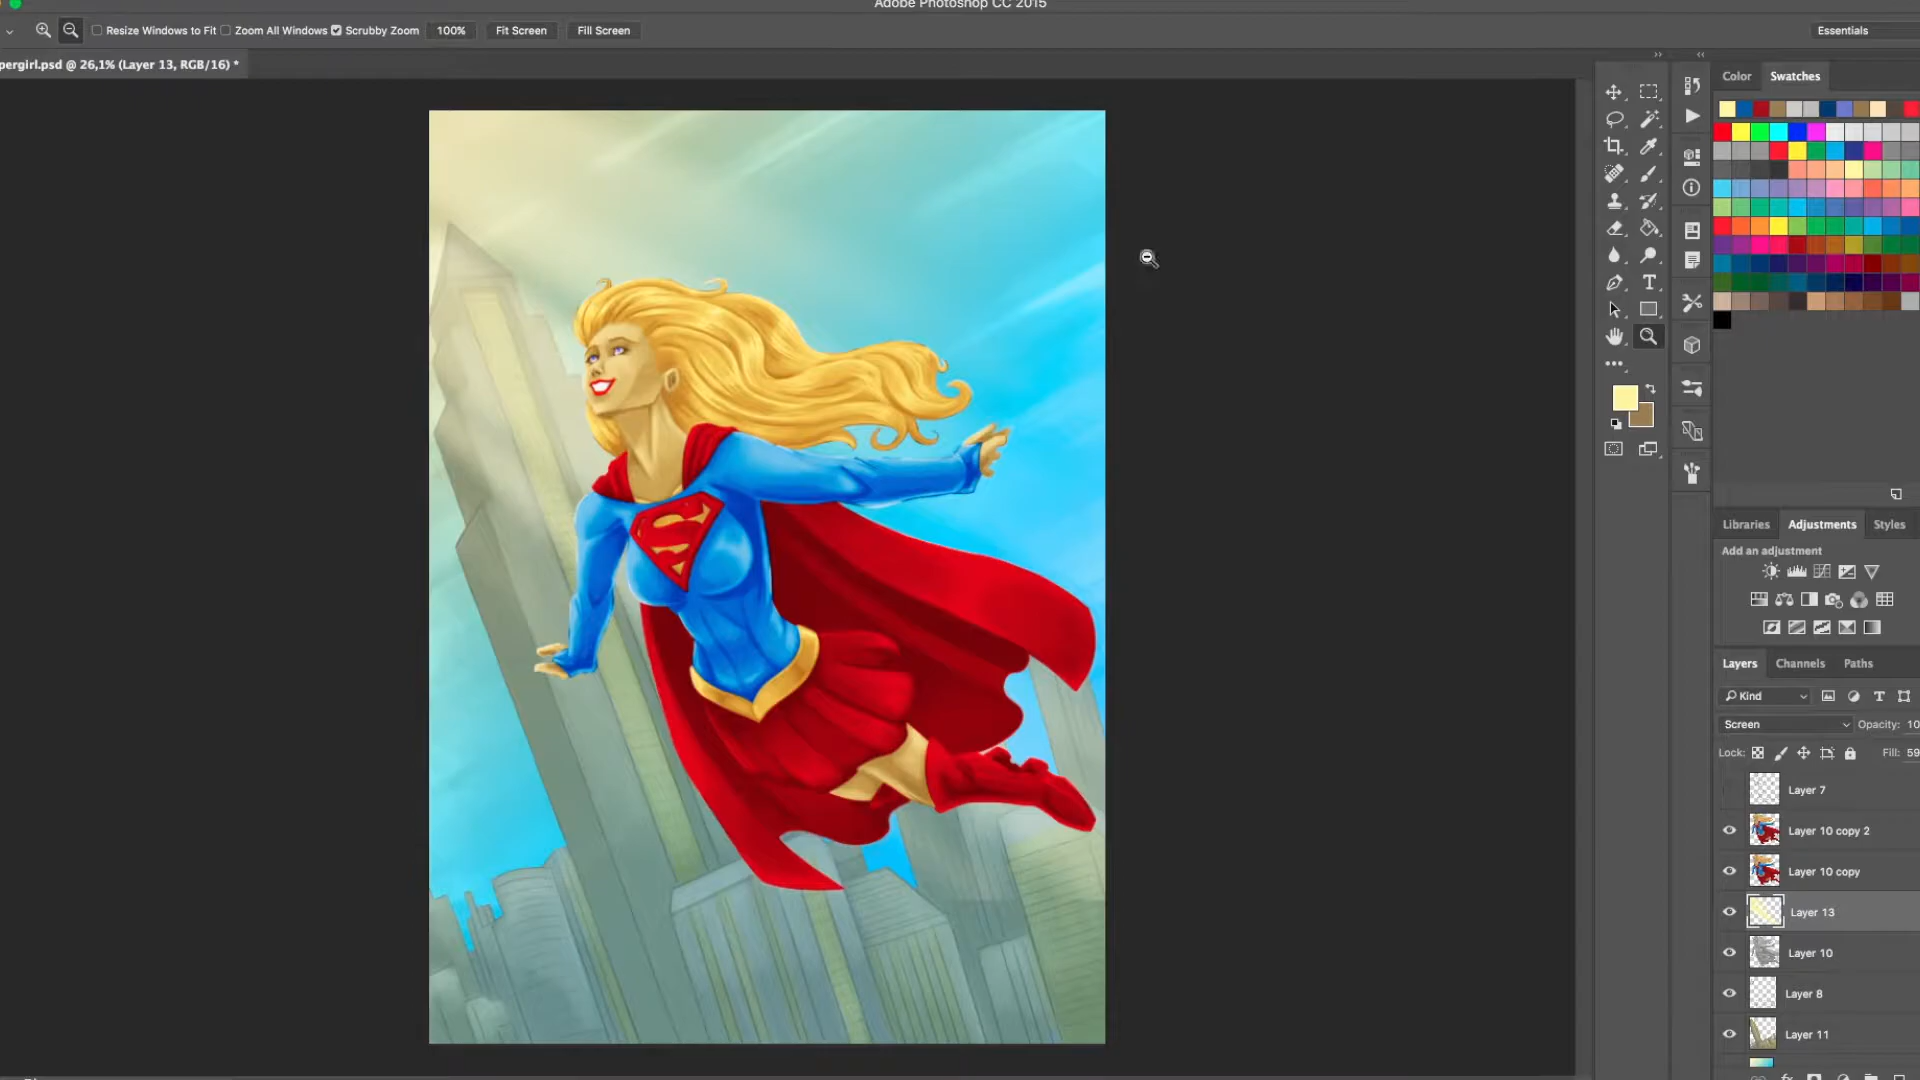 Adobe Photoshop CC 2015
Resize Windows to Fit Zoom All Windows Scrubby Zoom 100% Fit Screen Fill Screen Essentials
pergirl.psd @ 26,1% (Layer 13, RGB/16) *
Color Swatches
Libraries Adjustments Styles
Add an adjustment
Layers Channels Paths
Kind
Screen Opacity: 10
Lock: Fill: 59
Layer 7
Layer 10 copy 2
Layer 10 copy
Layer 13
Layer 10
Layer 8
Layer 11